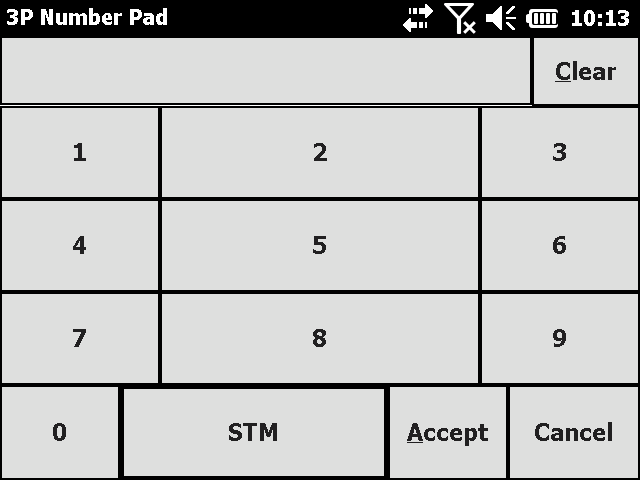 3P Number Pad 10:13
Clear
1 2 3
4 5 6
7 8 9
0 STM Accept Cancel